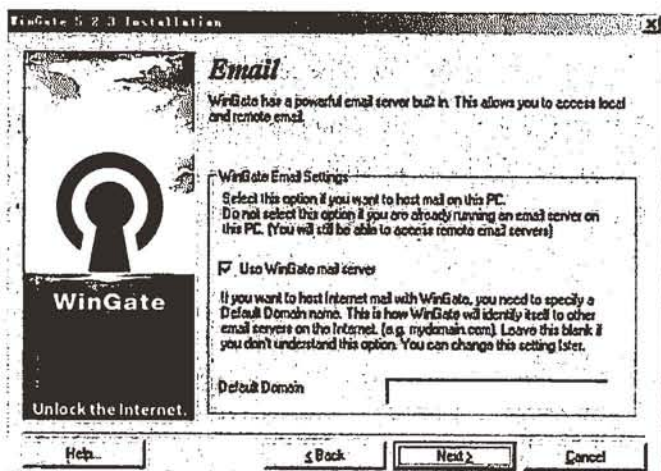 WinGate 5.2.3 Installation
Email
WinGate has a powerful email server built in. This allows you to access local
and remote email.
WinGate Email Settings
Select this option if you want to host mail on this PC.
Do not select this option if you are already running an email server on
this PC. (You will still be able to access remote email servers)
Use WinGate mail server
If you want to host Internet mail with WinGate, you need to specify a
Default Domain name. This is how WinGate will identify itself to other
email servers on the Internet. (e.g. mydomain.com). Leave this blank if
you don't understand this option. You can change this setting later.
Default Domain
WinGate
Unlock the Internet.
Help...
< Back
Next >
Cancel